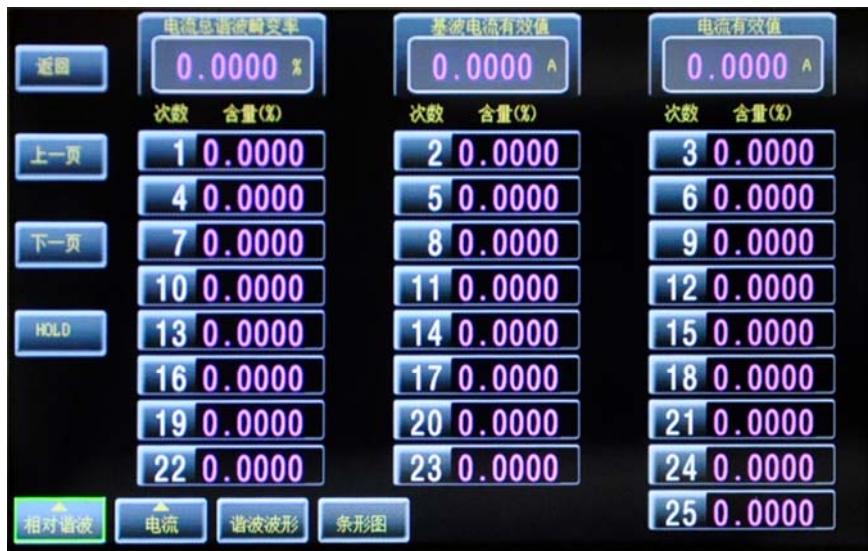 电流总谐波畸变率 基波电流有效值 电流有效值
返回 0.0000 % 0.0000 A 0.0000 A
次数 含量(%) 次数 含量(%) 次数 含量(%)
上一页 1 0.0000 2 0.0000 3 0.0000
4 0.0000 5 0.0000 6 0.0000
下一页 7 0.0000 8 0.0000 9 0.0000
10 0.0000 11 0.0000 12 0.0000
HOLD 13 0.0000 14 0.0000 15 0.0000
16 0.0000 17 0.0000 18 0.0000
19 0.0000 20 0.0000 21 0.0000
22 0.0000 23 0.0000 24 0.0000
相对谐波 电流 谐波波形 条形图 25 0.0000